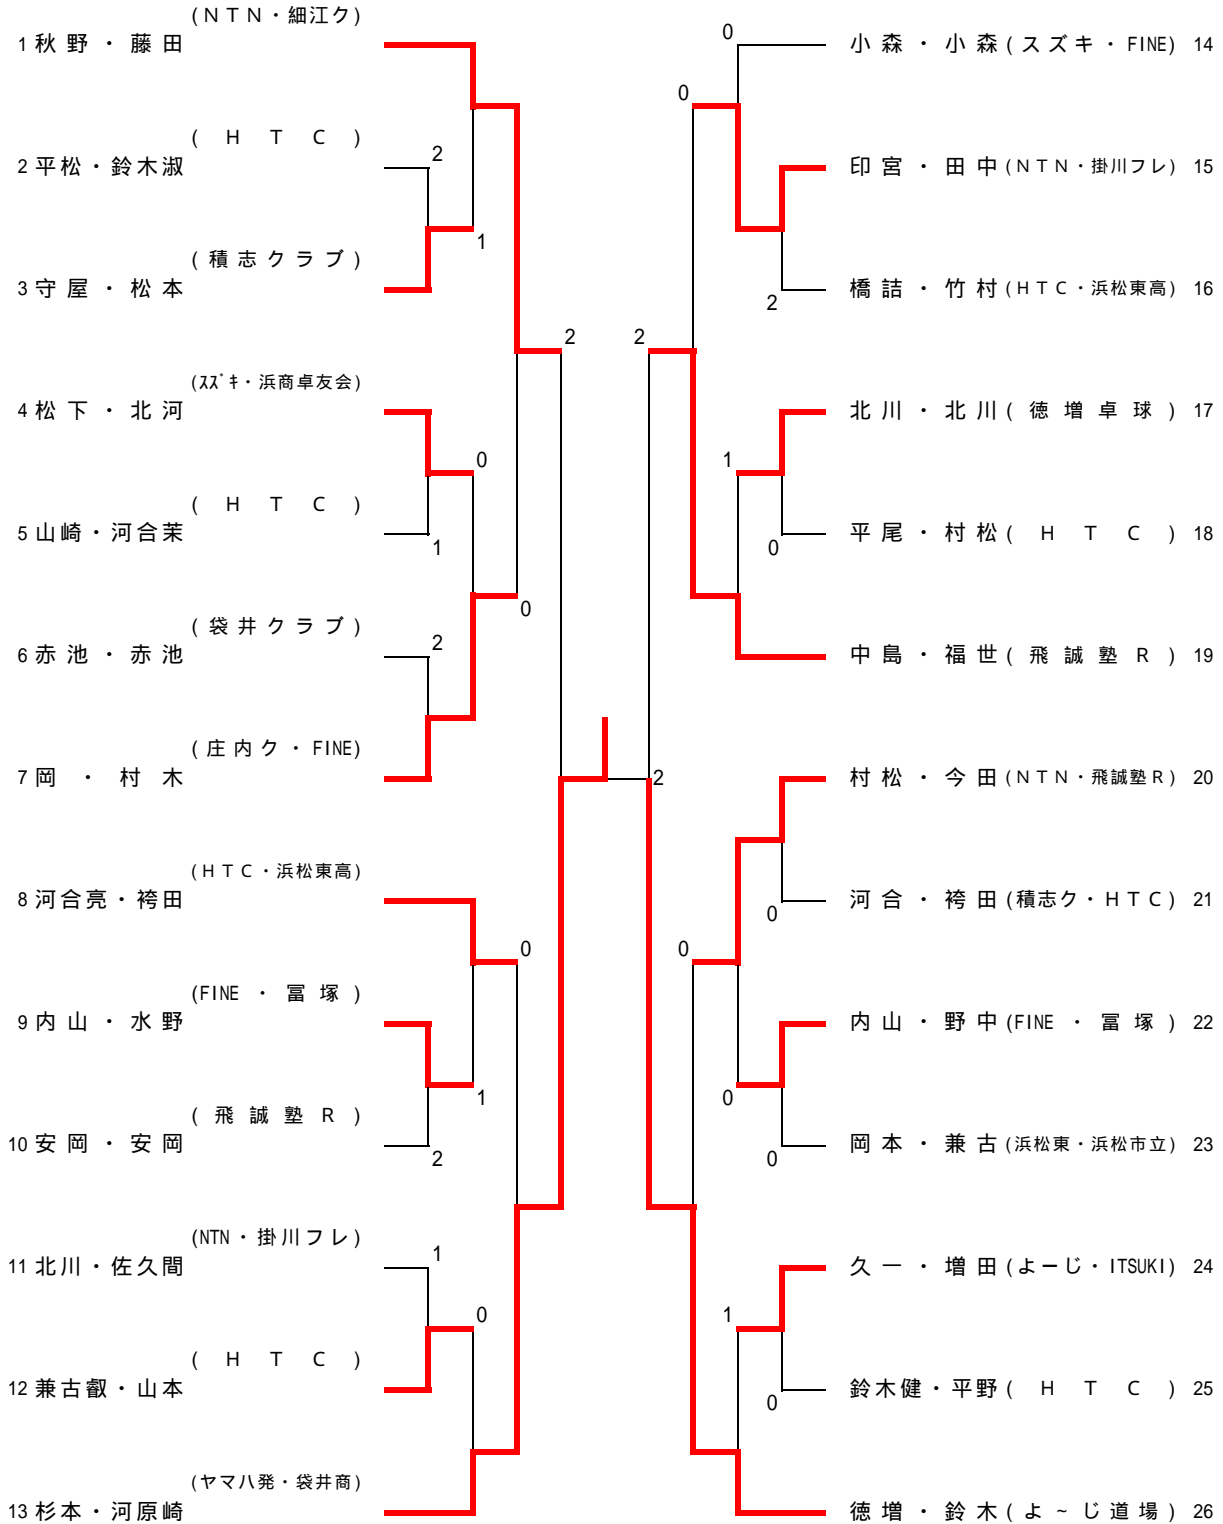 (ＮＴＮ・細江ク)
1 秋野・藤田
(ＨＴＣ)
2 平松・鈴木淑
2
(積志クラブ)
3 守屋・松本
1
(ｽｽﾞｷ・浜商卓友会)
4 松下・北河
0
(ＨＴＣ)
5 山崎・河合茉
1
(袋井クラブ)
6 赤池・赤池
2
0
(庄内ク・FINE)
7 岡・村木
2
(ＨＴＣ・浜松東高)
8 河合亮・袴田
0
(FINE・冨塚)
9 内山・水野
1
(飛誠塾Ｒ)
10 安岡・安岡
2
(NTN・掛川フレ)
11 北川・佐久間
1
0
(ＨＴＣ)
12 兼古叡・山本
(ヤマハ発・袋井商)
13 杉本・河原崎
0
小森・小森(スズキ・FINE) 14
0
印宮・田中(ＮＴＮ・掛川フレ) 15
橋詰・竹村(ＨＴＣ・浜松東高) 16
2
2
北川・北川(徳増卓球) 17
1
平尾・村松(ＨＴＣ) 18
0
中島・福世(飛誠塾Ｒ) 19
2
村松・今田(ＮＴＮ・飛誠塾Ｒ) 20
河合・袴田(積志ク・ＨＴＣ) 21
0
0
内山・野中(FINE・冨塚) 22
0
岡本・兼古(浜松東・浜松市立) 23
0
久一・増田(よーじ・ITSUKI) 24
1
鈴木健・平野(ＨＴＣ) 25
0
徳増・鈴木(よ～じ道場) 26